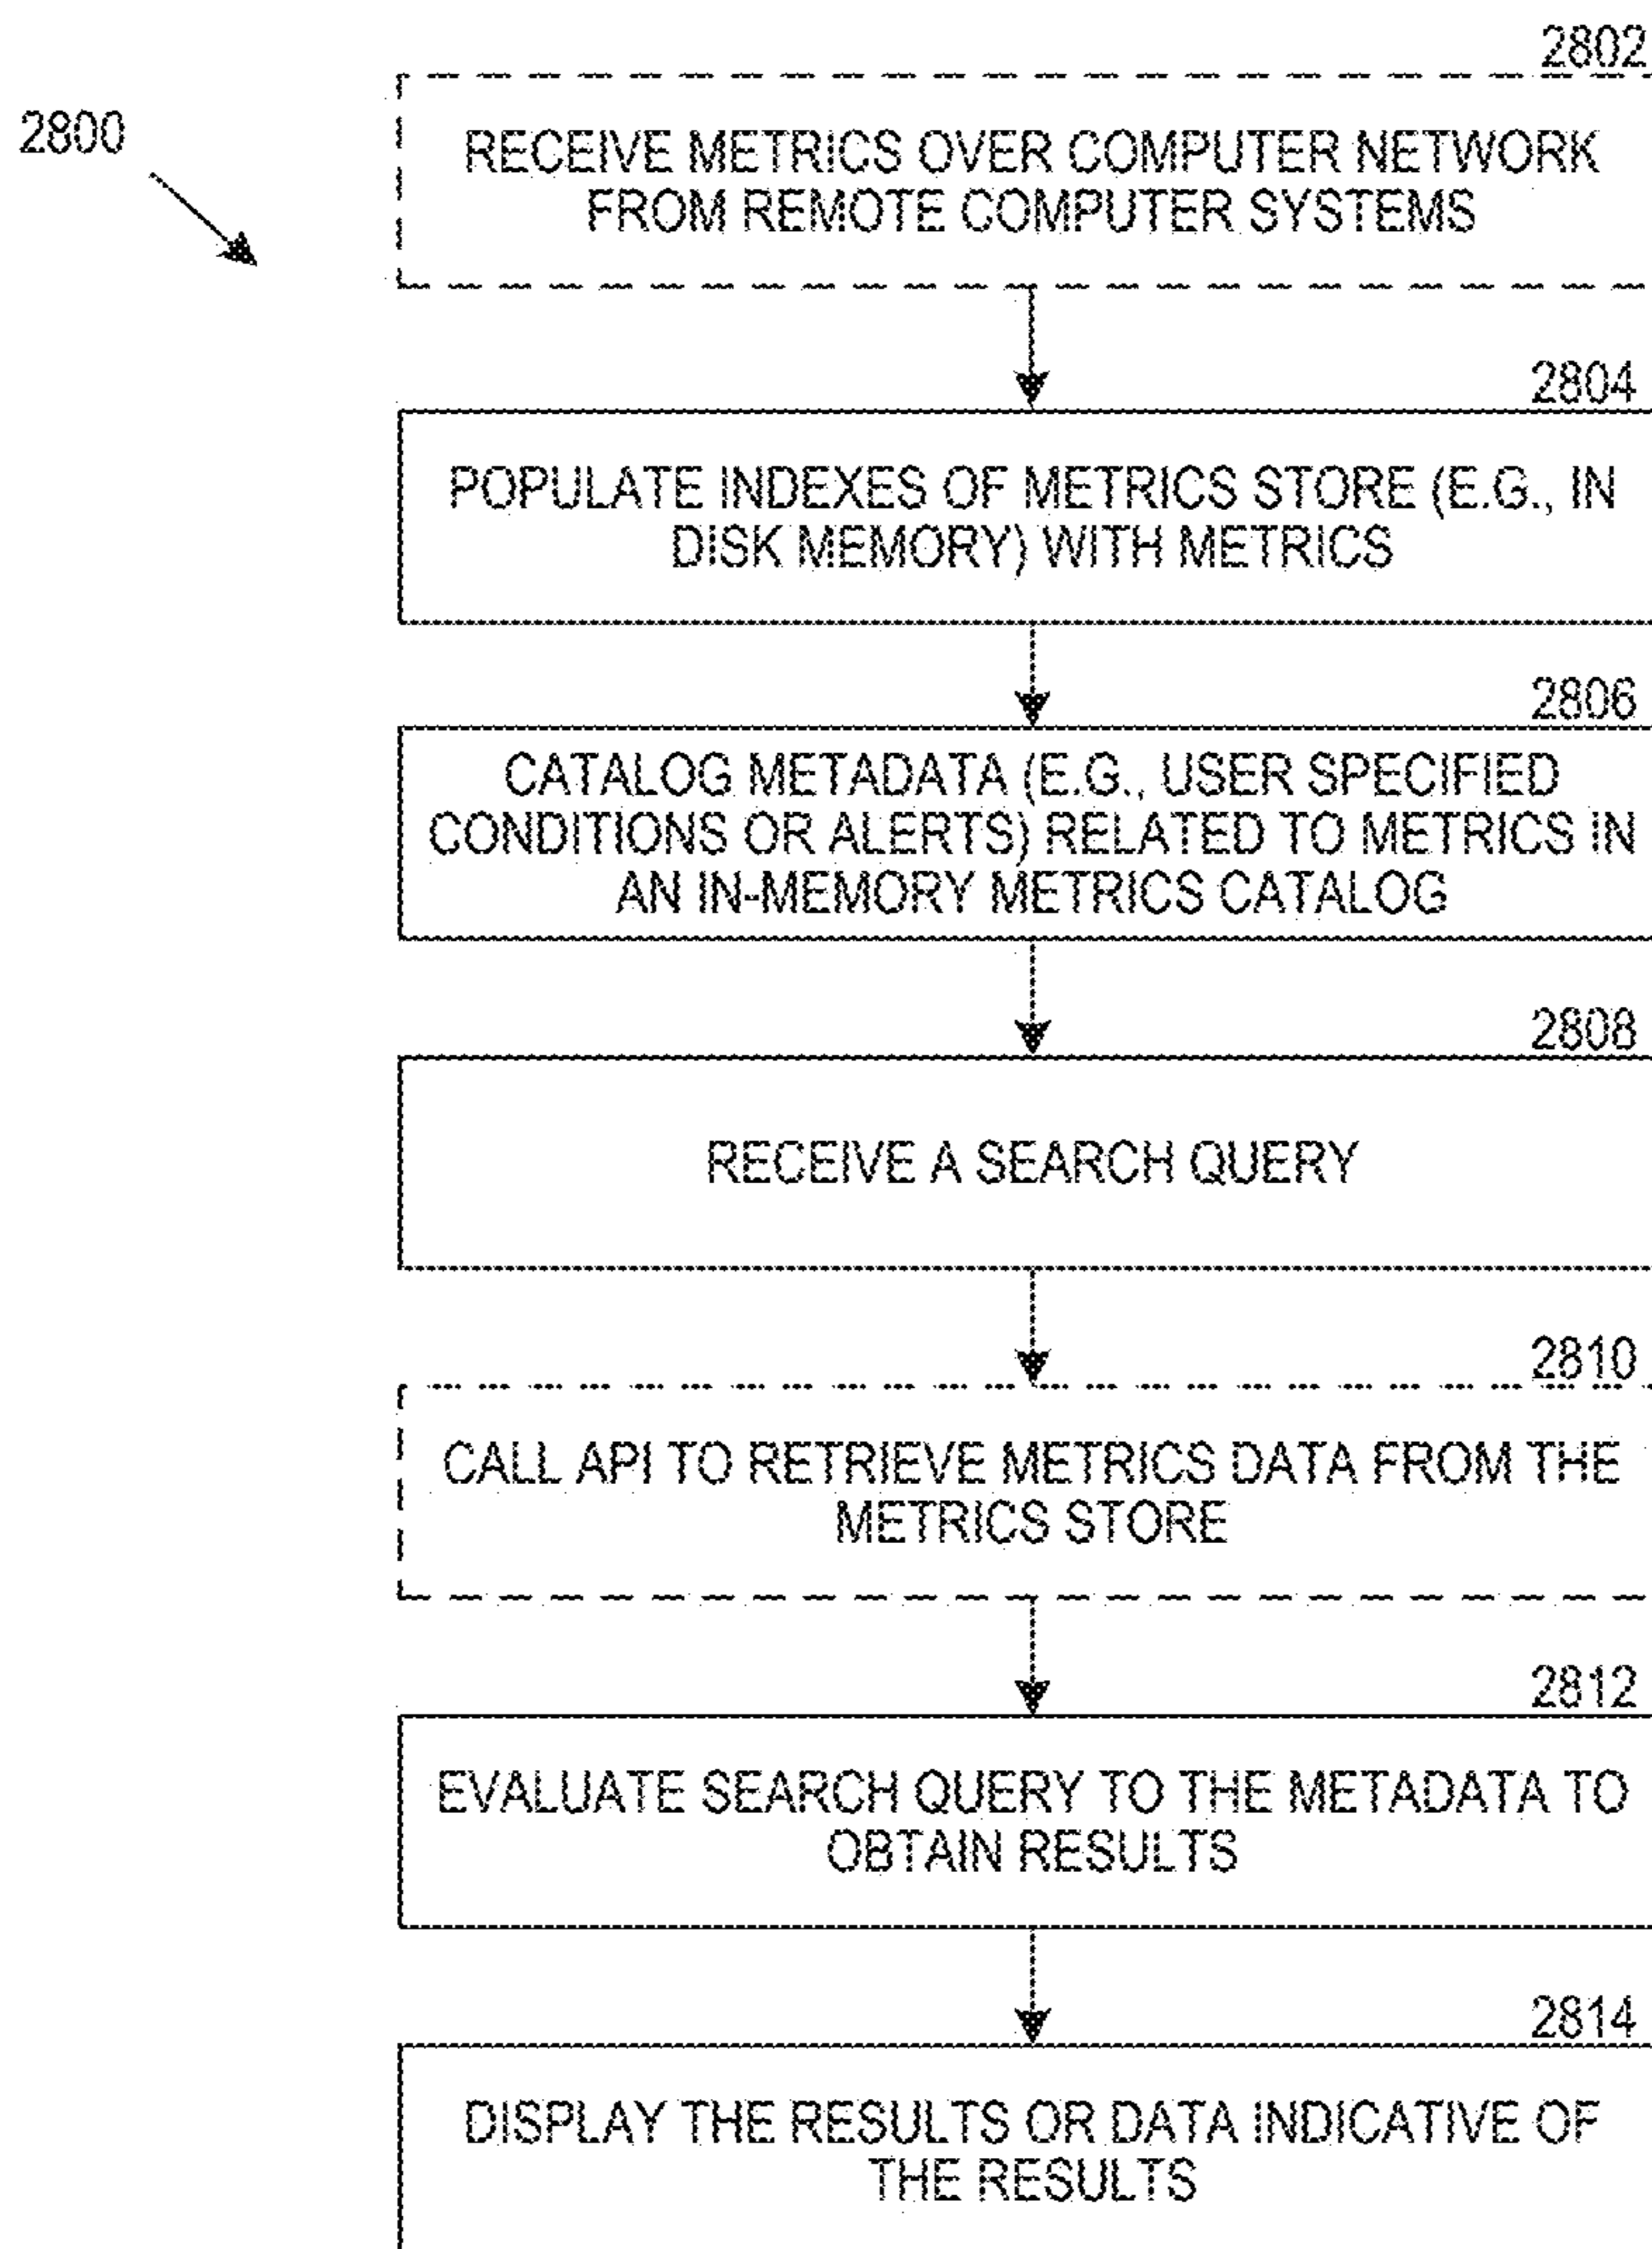 2802
2800
RECEIVE METRICS OVER COMPUTER NETWORK
FROM REMOTE COMPUTER SYSTEMS
2804
POPULATE INDEXES OF METRICS STORE (E.G., IN
DISK MEMORY) WITH METRICS
2806
CATALOG METADATA (E.G., USER SPECIFIED
CONDITIONS OR ALERTS) RELATED TO METRICS IN
AN IN-MEMORY METRICS CATALOG
2808
RECEIVE A SEARCH QUERY
2810
CALL API TO RETRIEVE METRICS DATA FROM THE
METRICS STORE
2812
EVALUATE SEARCH QUERY TO THE METADATA TO
OBTAIN RESULTS
2814
DISPLAY THE RESULTS OR DATA INDICATIVE OF
THE RESULTS